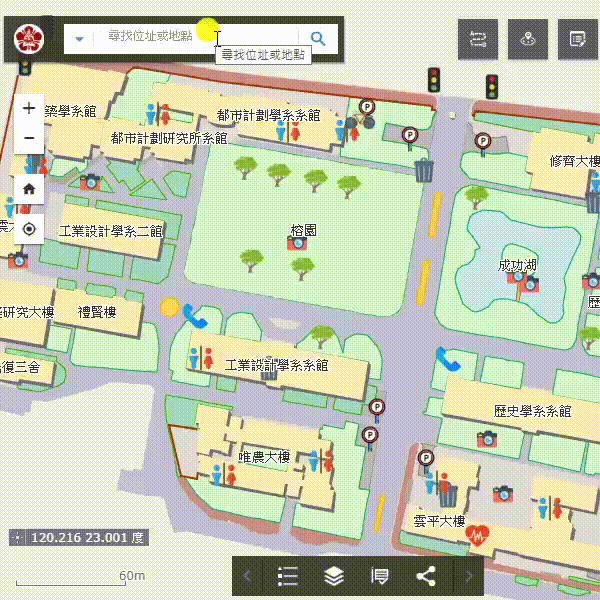 尋找位址或地點
尋找位址或地點
築學系館
都市計劃學系系館
都市計劃研究所系館
修齊大樓
榕園
工業設計學系二館
成功湖
研究大樓
禮賢樓
工業設計學系系館
歷史學系系館
唯農大樓
雲平大樓
120.216 23.001 度
60m